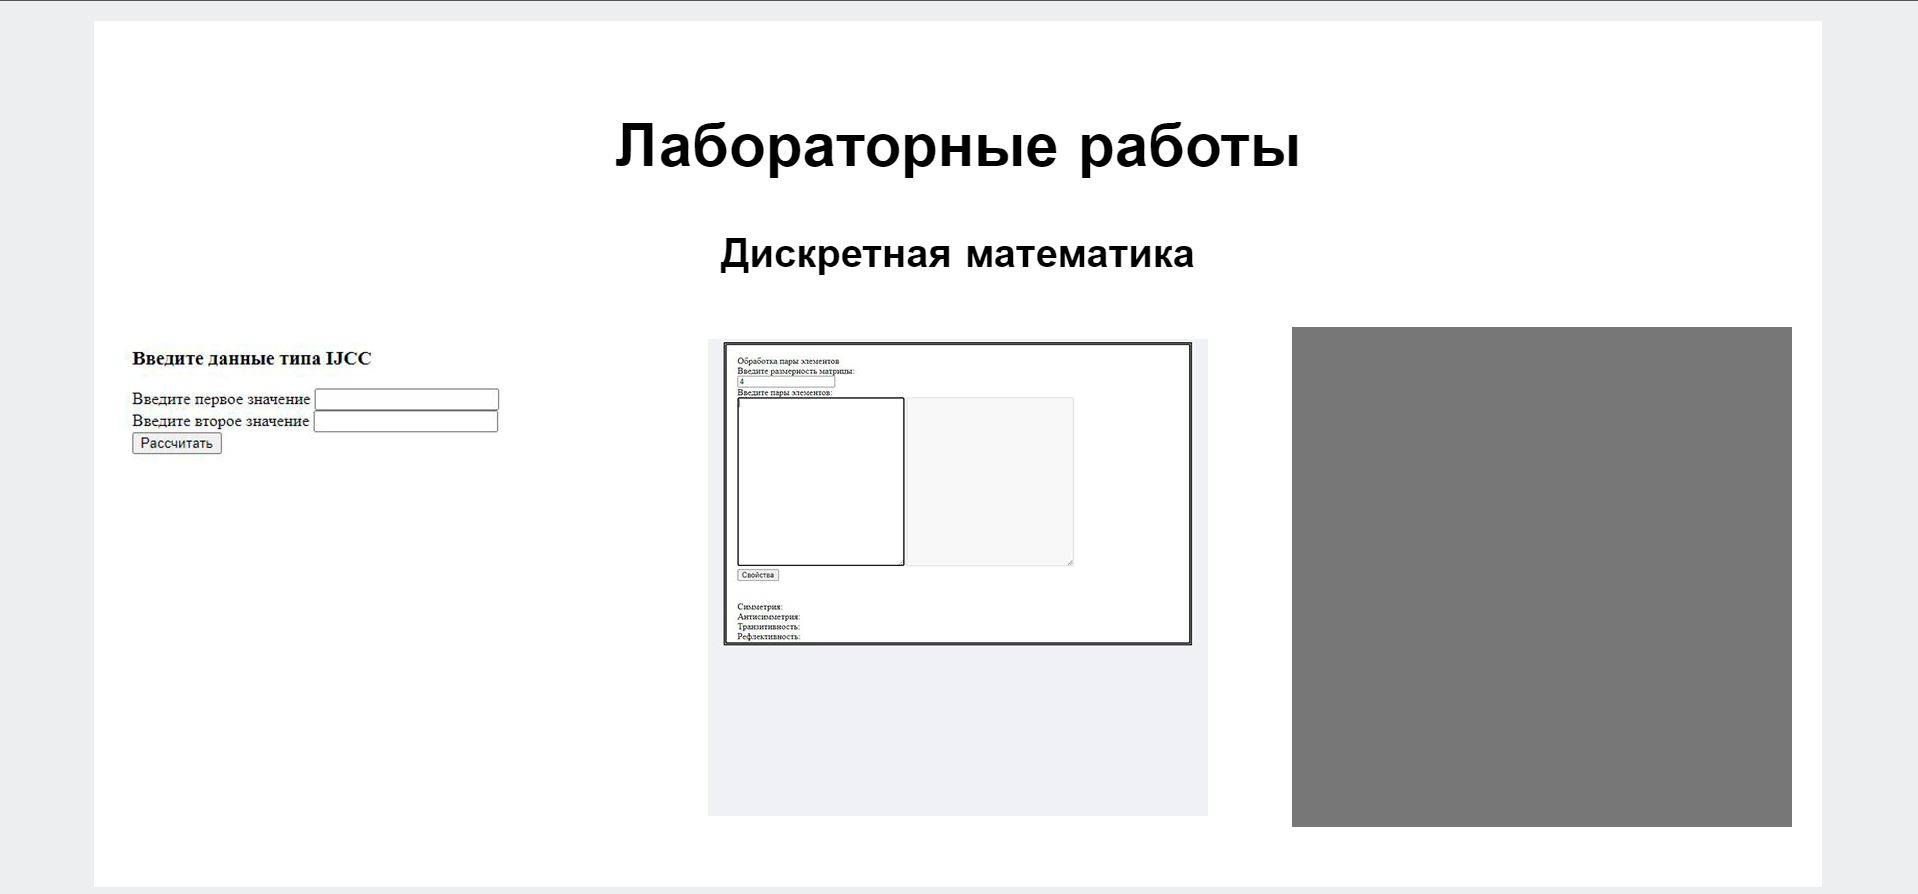 Лабораторные работы
Дискретная математика
Введите данные типа IJCC
Введите первое значение
Введите второе значение
Рассчитать
Обработка пары элементов
Введите размерность матрицы:
4
Введите пары элементов:
Свойства
Симметрия:
Антисимметрия:
Транзитивность:
Рефлективность: